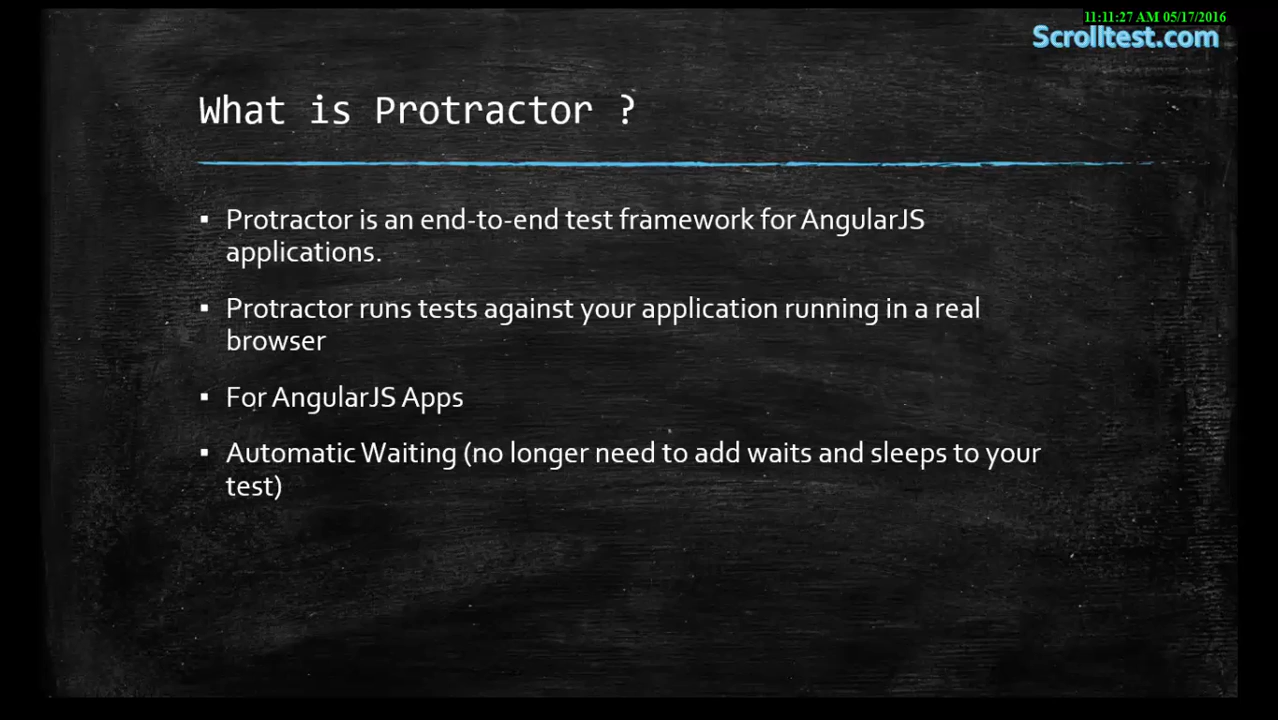 11:11:27 AM 05/17/2016
Scrolltest.com
What is Protractor ?
▪ Protractor is an end-to-end test framework for AngularJS
applications.
▪ Protractor runs tests against your application running in a real
browser
▪ For AngularJS Apps
▪ Automatic Waiting (no longer need to add waits and sleeps to your
test)